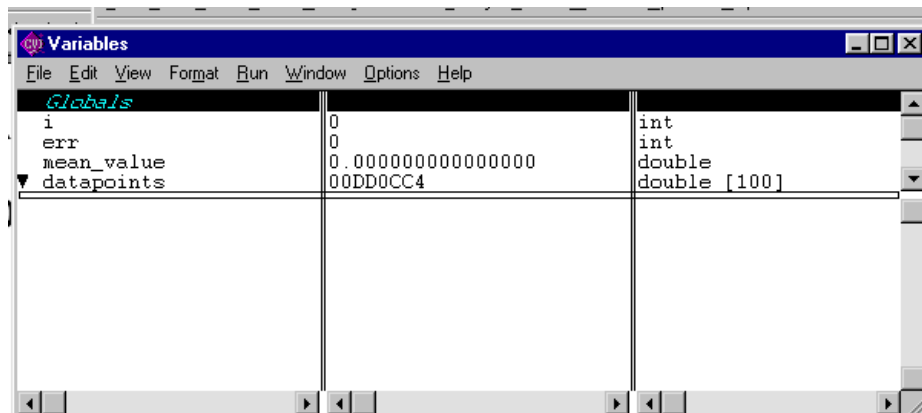 CVI Variables
File Edit View Format Run Window Options Help
Globals
i 0 int
err 0 int
mean_value 0.000000000000000 double
datapoints 00DD0CC4 double [100]